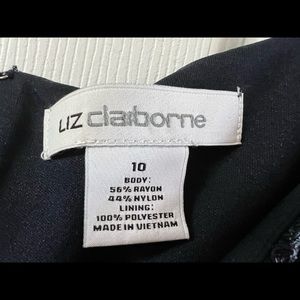 LIZ claiborne
10
BODY:
56% RAYON
44% NYLON
LINING:
100% POLYESTER
MADE IN VIETNAM